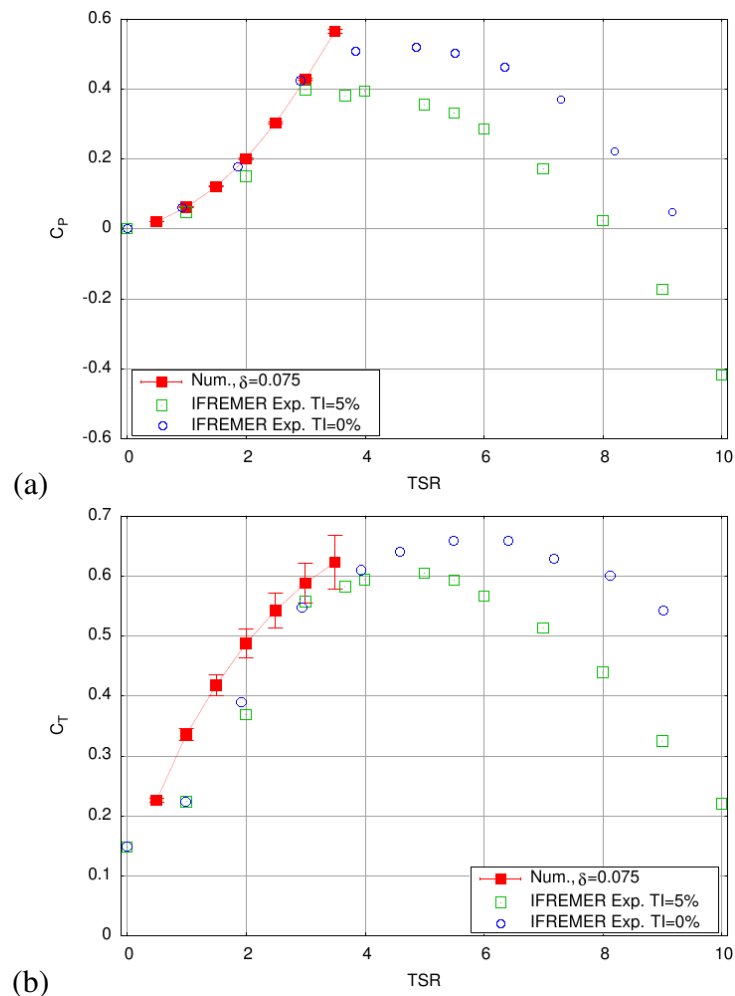 0.6
0.4
0.2
0
-0.2
-0.4
-0.6
C_P
Num., δ=0.075
IFREMER Exp. TI=5%
IFREMER Exp. TI=0%
0 2 4 6 8 10
TSR
(a)
0.7
0.6
0.5
0.4
0.3
0.2
0.1
0
C_T
Num., δ=0.075
IFREMER Exp. TI=5%
IFREMER Exp. TI=0%
0 2 4 6 8 10
TSR
(b)